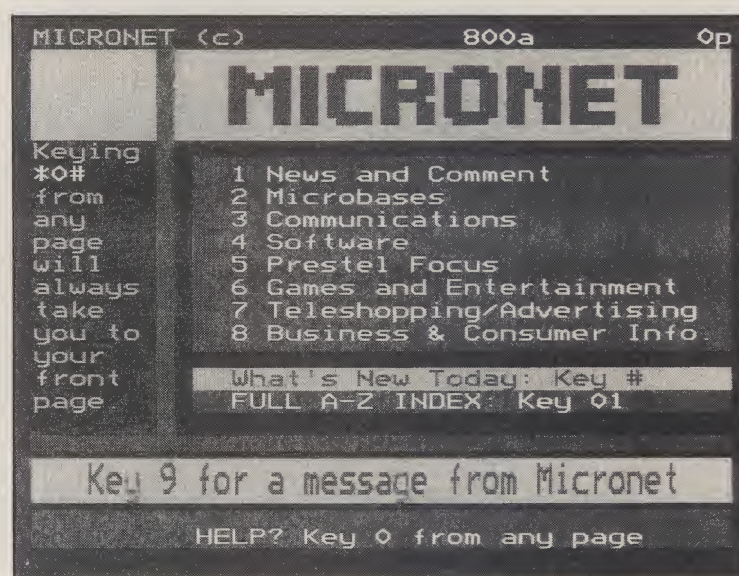 MICRONET (c) 800a 0p
MICRONET
Keying
*0#
from
any
page
will
always
take
you to
your
front
page
1 News and Comment
2 Microbases
3 Communications
4 Software
5 Prestel Focus
6 Games and Entertainment
7 Teleshopping/Advertising
8 Business & Consumer Info.
What's New Today: Key #
FULL A-Z INDEX: Key 01
Key 9 for a message from Micronet
HELP? Key 0 from any page